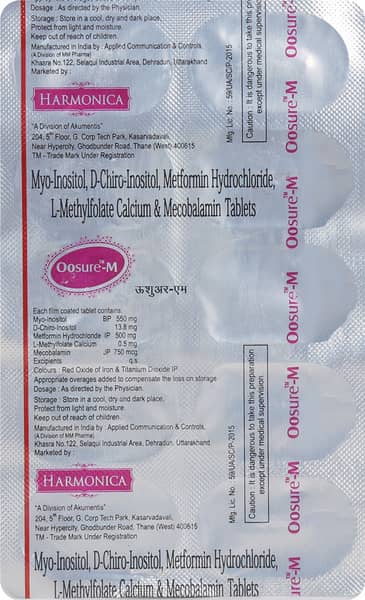 Dosage : As directed by the Physician.
Storage : Store in a cool, dry and dark place,
Protect from light and moisture.
Keep out of reach of children.
Manufactured in India by : Applied Communication & Controls,
(A Division of MM Pharma)
Khasra No.122, Selaqui Industrial Area, Dehradun, Uttarakhand
Marketed by :
HARMONICA
"A Division of Akumentis"
204, 5th Floor, G. Corp Tech Park, Kasarvadavali,
Near Hypercity, Ghodbunder Road, Thane (West) 400615
TM - Trade Mark Under Registration
Mfg. Lic. No. : 59/UA/SC/P-2015
Caution : It is dangerous to take this
except under medical supervision
Oosure™-M
Myo-Inositol, D-Chiro-Inositol, Metformin Hydrochloride,
L-Methylfolate Calcium & Mecobalamin Tablets
Oosure™-M
Oosure™-M
ऊशुअर-एम
Each film coated tablet contains:
Myo-Inositol BP 550 mg
D-Chiro-Inositol 13.8 mg
Metformin Hydrochloride IP 500 mg
L-Methylfolate Calcium 0.5 mg
Mecobalamin JP 750 mcg
Excipients q.s
Colours : Red Oxide of Iron & Titanium Dioxide IP
Appropriate overages added to compensate the loss on storage
Dosage : As directed by the Physician.
Storage : Store in a cool, dry and dark place,
Protect from light and moisture.
Keep out of reach of children.
Manufactured in India by : Applied Communication & Controls,
(A Division of MM Pharma)
Khasra No.122, Selaqui Industrial Area, Dehradun, Uttarakhand
Marketed by :
HARMONICA
"A Division of Akumentis"
204, 5th Floor, G. Corp Tech Park, Kasarvadavali,
Near Hypercity, Ghodbunder Road, Thane (West) 400615
TM - Trade Mark Under Registration
Mfg. Lic. No. : 59/UA/SC/P-2015
Caution : It is dangerous to take this preparation
except under medical supervision
Oosure™-M
Oosure™-M
Oosure™-M
Myo-Inositol, D-Chiro-Inositol, Metformin Hydrochloride,
L-Methylfolate Calcium & Mecobalamin Tablets